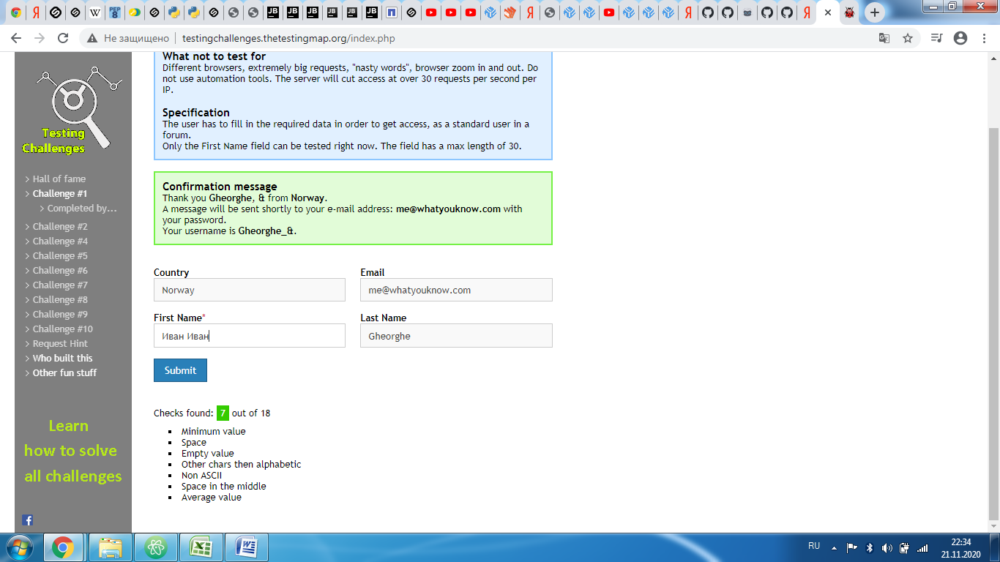 Не защищено
testingchallenges.thetestingmap.org/index.php
Testing
Challenges
Hall of fame
Challenge #1
Completed by...
Challenge #2
Challenge #4
Challenge #5
Challenge #6
Challenge #7
Challenge #8
Challenge #9
Challenge #10
Request Hint
Who built this
Other fun stuff
Learn
how to solve
all challenges
What not to test for
Different browsers, extremely big requests, "nasty words", browser zoom in and out. Do
not use automation tools. The server will cut access at over 30 requests per second per
IP.
Specification
The user has to fill in the required data in order to get access, as a standard user in a
forum.
Only the First Name field can be tested right now. The field has a max length of 30.
Confirmation message
Thank you Gheorghe, & from Norway.
A message will be sent shortly to your e-mail address: me@whatyouknow.com with
your password.
Your username is Gheorghe_&.
Country
Norway
Email
me@whatyouknow.com
First Name*
Иван Иван
Last Name
Gheorghe
Submit
Checks found: 7 out of 18
Minimum value
Space
Empty value
Other chars then alphabetic
Non ASCII
Space in the middle
Average value
RU
22:34
21.11.2020